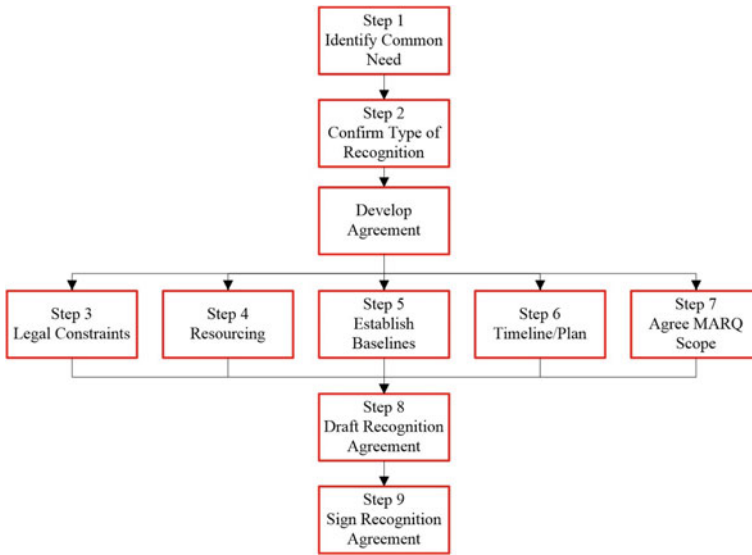 Step 1
Identify Common
Need
Step 2
Confirm Type of
Recognition
Develop
Agreement
Step 3
Legal Constraints
Step 4
Resourcing
Step 5
Establish
Baselines
Step 6
Timeline/Plan
Step 7
Agree MARQ
Scope
Step 8
Draft Recognition
Agreement
Step 9
Sign Recognition
Agreement